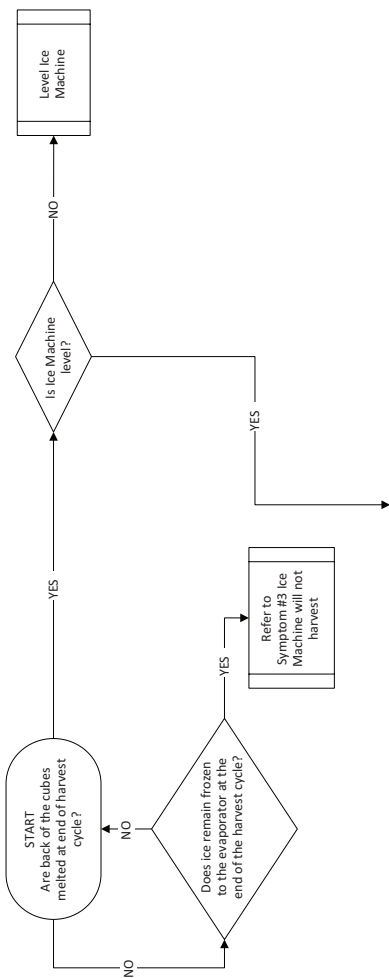 START
Are back of the cubes
melted at end of harvest
cycle?
YES
Is Ice Machine
level?
NO
Level Ice
Machine
YES
NO
NO
Does ice remain frozen
to the evaporator at the
end of the harvest cycle?
YES
Refer to
Symptom #3 Ice
Machine will not
harvest